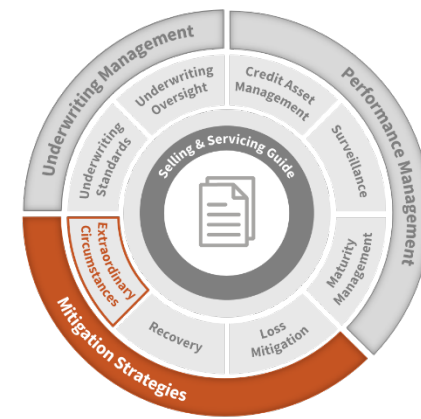 Underwriting Management
Performance Management
Mitigation Strategies
Underwriting
Oversight
Credit Asset
Management
Surveillance
Maturity
Management
Loss
Mitigation
Recovery
Extraordinary
Circumstances
Underwriting
Standards
Selling & Servicing Guide